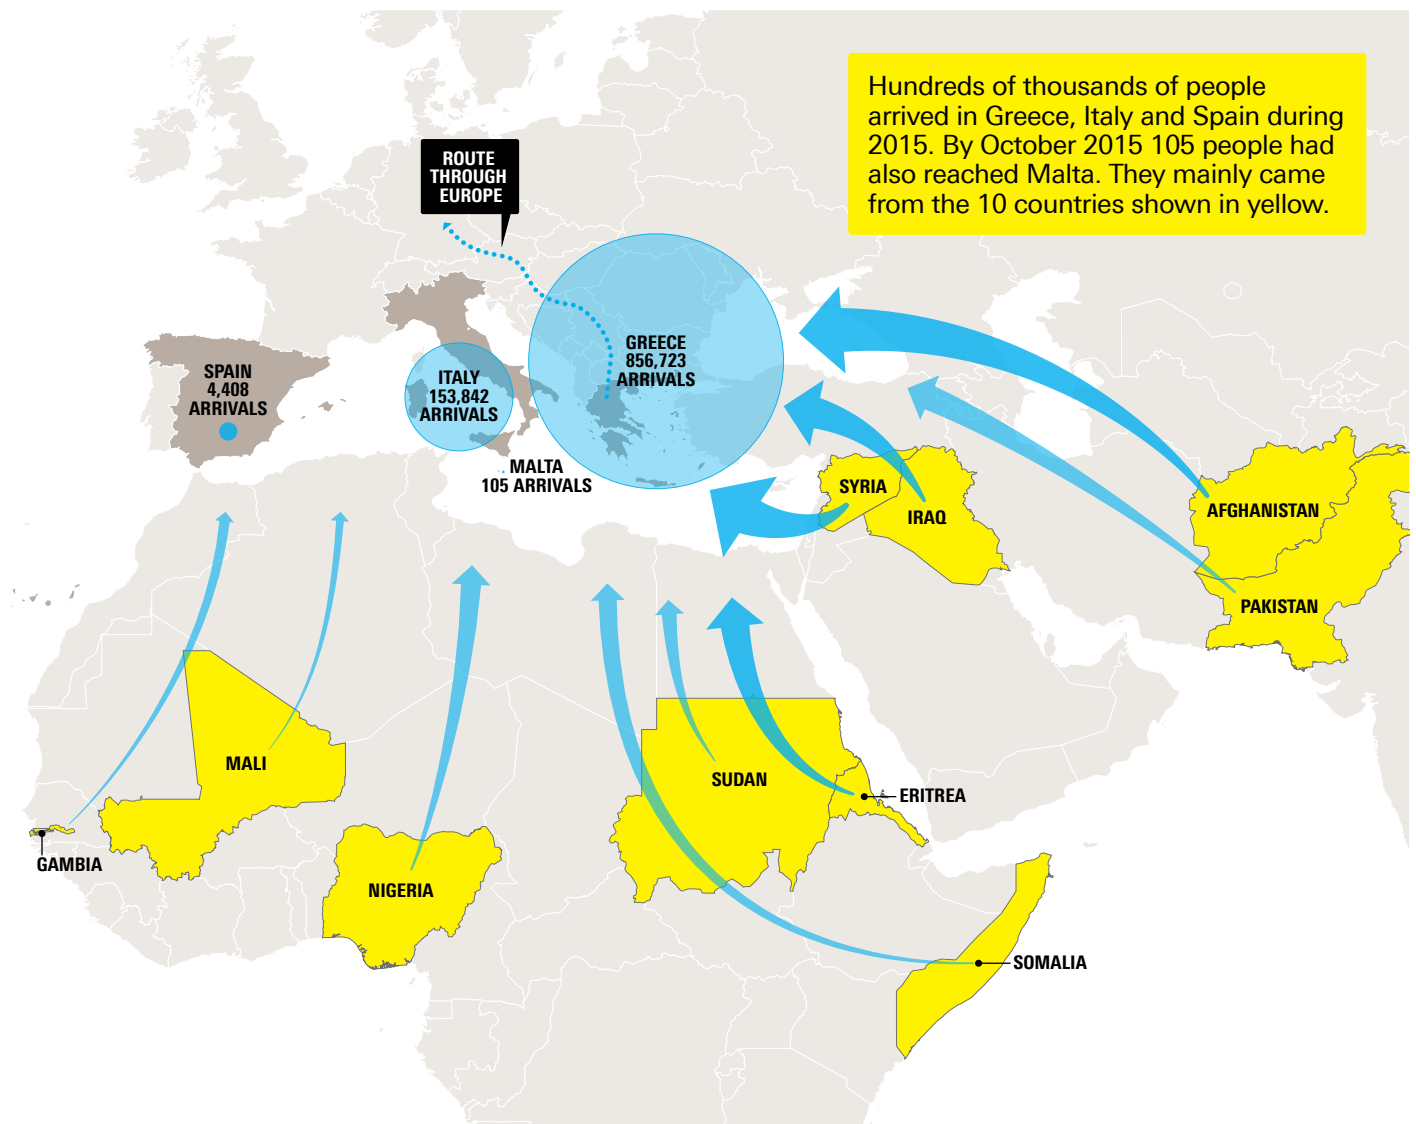 Hundreds of thousands of people
arrived in Greece, Italy and Spain during
2015. By October 2015 105 people had
also reached Malta. They mainly came
from the 10 countries shown in yellow.
ROUTE
THROUGH
EUROPE
GREECE
856,723
ARRIVALS
SPAIN
4,408
ARRIVALS
ITALY
153,842
ARRIVALS
MALTA
105 ARRIVALS
SYRIA
IRAQ
AFGHANISTAN
PAKISTAN
MALI
SUDAN
ERITREA
GAMBIA
NIGERIA
SOMALIA